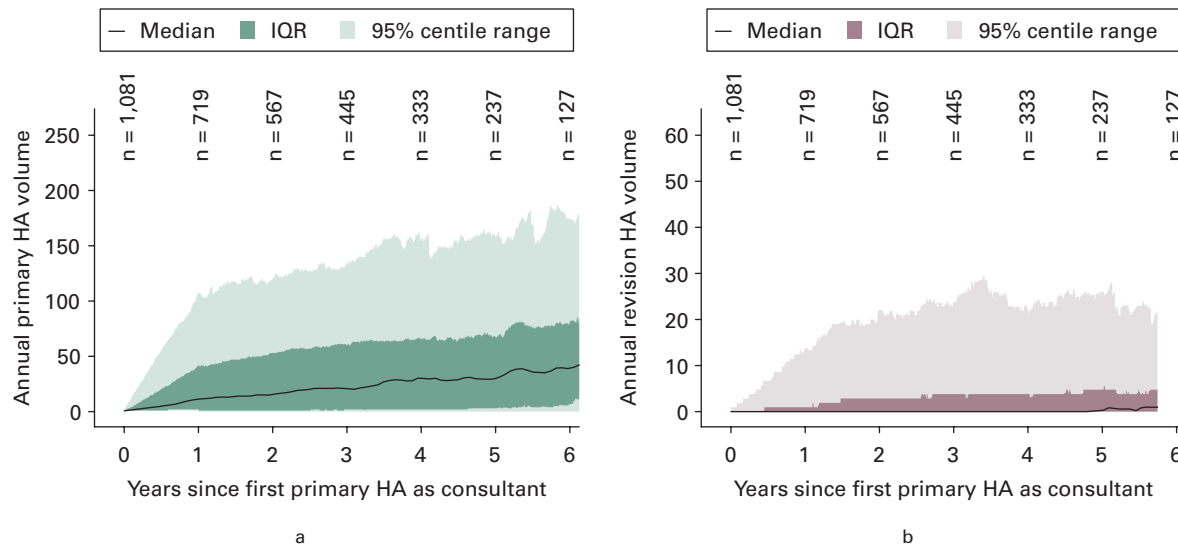 Median IQR 95% centile range
n = 1,081
n = 719
n = 567
n = 445
n = 333
n = 237
n = 127
Annual primary HA volume
250
200
150
100
50
0
0 1 2 3 4 5 6
Years since first primary HA as consultant
a
Median IQR 95% centile range
n = 1,081
n = 719
n = 567
n = 445
n = 333
n = 237
n = 127
Annual revision HA volume
60
50
40
30
20
10
0
0 1 2 3 4 5 6
Years since first primary HA as consultant
b